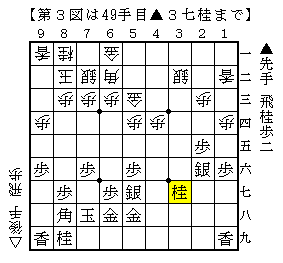 【第３図は49手目▲３七桂まで】
９ ８ ７ ６ ５ ４ ３ ２ １
香 桂 金 一
玉 銀 角 銀 香 二
歩 歩 歩 金 歩 三
歩 歩 歩 歩 四
歩 五
歩 歩 歩 銀 歩 六
歩 歩 銀 桂 七
角 玉 金 金 八
香 桂 香 九
▲先手 飛桂歩二
△後手 飛歩